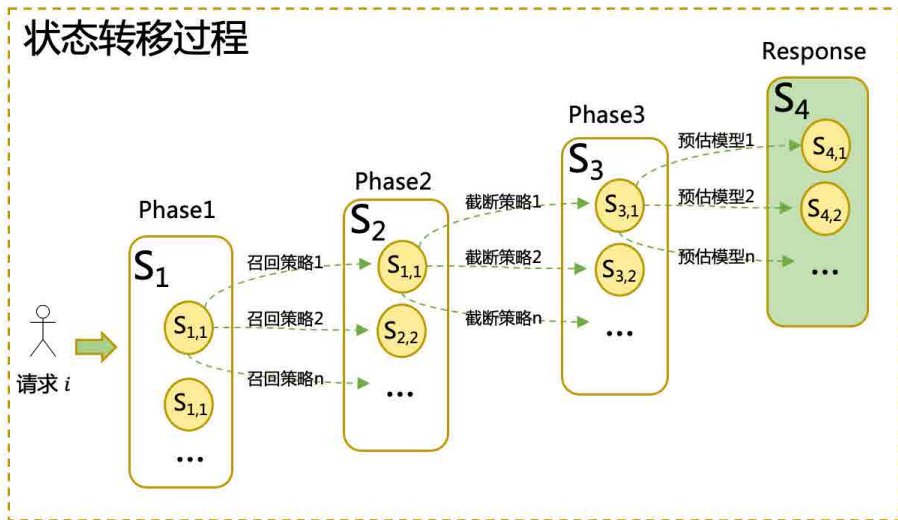 状态转移过程
Phase1
S1
S1,1
S1,1
...
请求 i
召回策略1
召回策略2
召回策略n
Phase2
S2
S1,1
S2,2
...
截断策略1
截断策略2
截断策略n
Phase3
S3
S3,1
S3,2
...
预估模型1
预估模型2
预估模型n
Response
S4
S4,1
S4,2
...